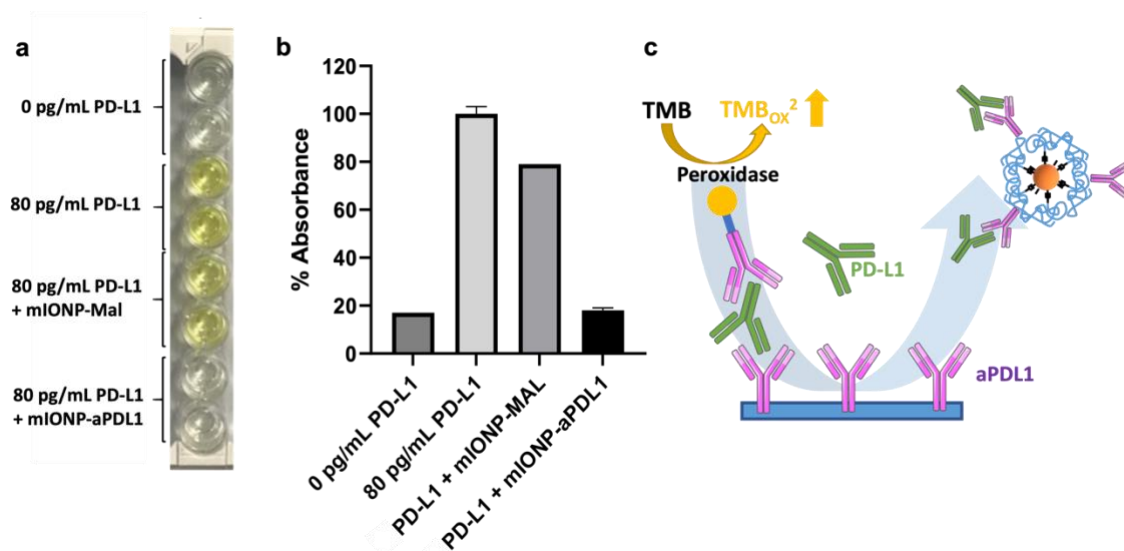 a
0 pg/mL PD-L1
80 pg/mL PD-L1
80 pg/mL PD-L1
+ mIONP-Mal
80 pg/mL PD-L1
+ mIONP-aPDL1
b
% Absorbance
120
100
80
60
40
20
0
0 pg/mL PD-L1
80 pg/mL PD-L1
PD-L1 + mIONP-MAL
PD-L1 + mIONP-aPDL1
c
TMB
TMBOX2
Peroxidase
PD-L1
aPDL1